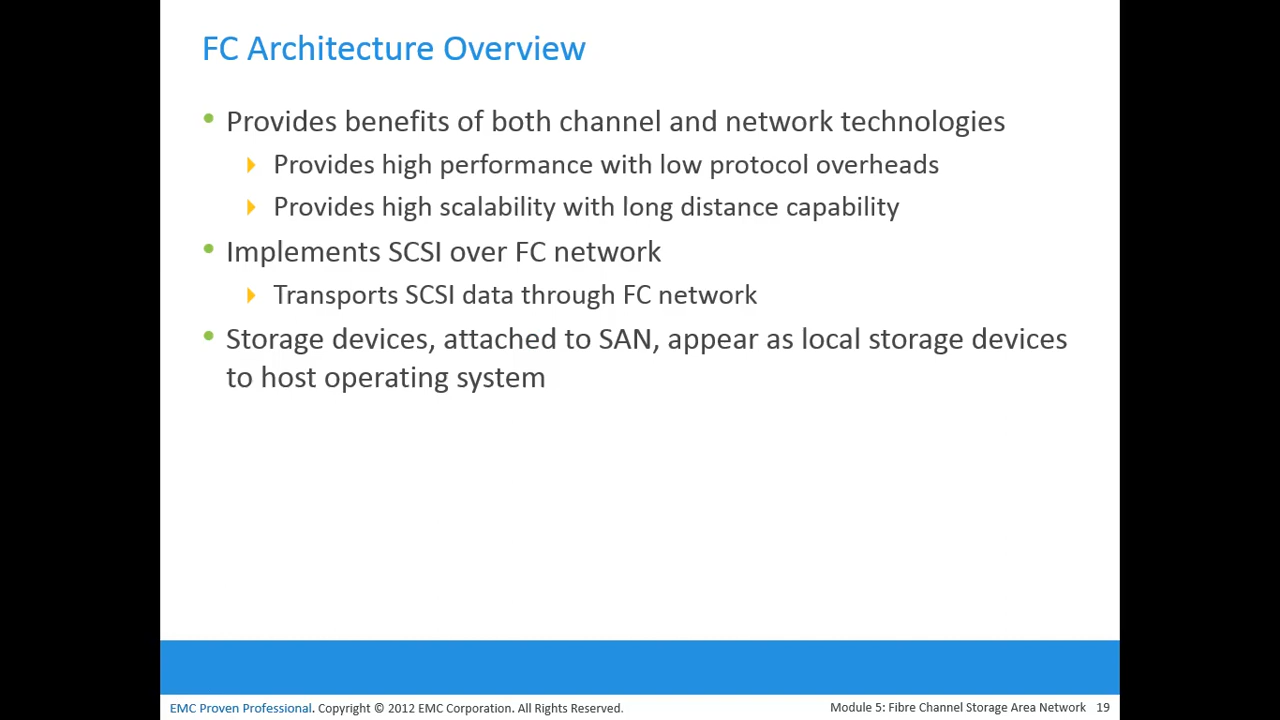 FC Architecture Overview
Provides benefits of both channel and network technologies
Provides high performance with low protocol overheads
Provides high scalability with long distance capability
Implements SCSI over FC network
Transports SCSI data through FC network
Storage devices, attached to SAN, appear as local storage devices
to host operating system
EMC Proven Professional. Copyright © 2012 EMC Corporation. All Rights Reserved.
Module 5: Fibre Channel Storage Area Network 19